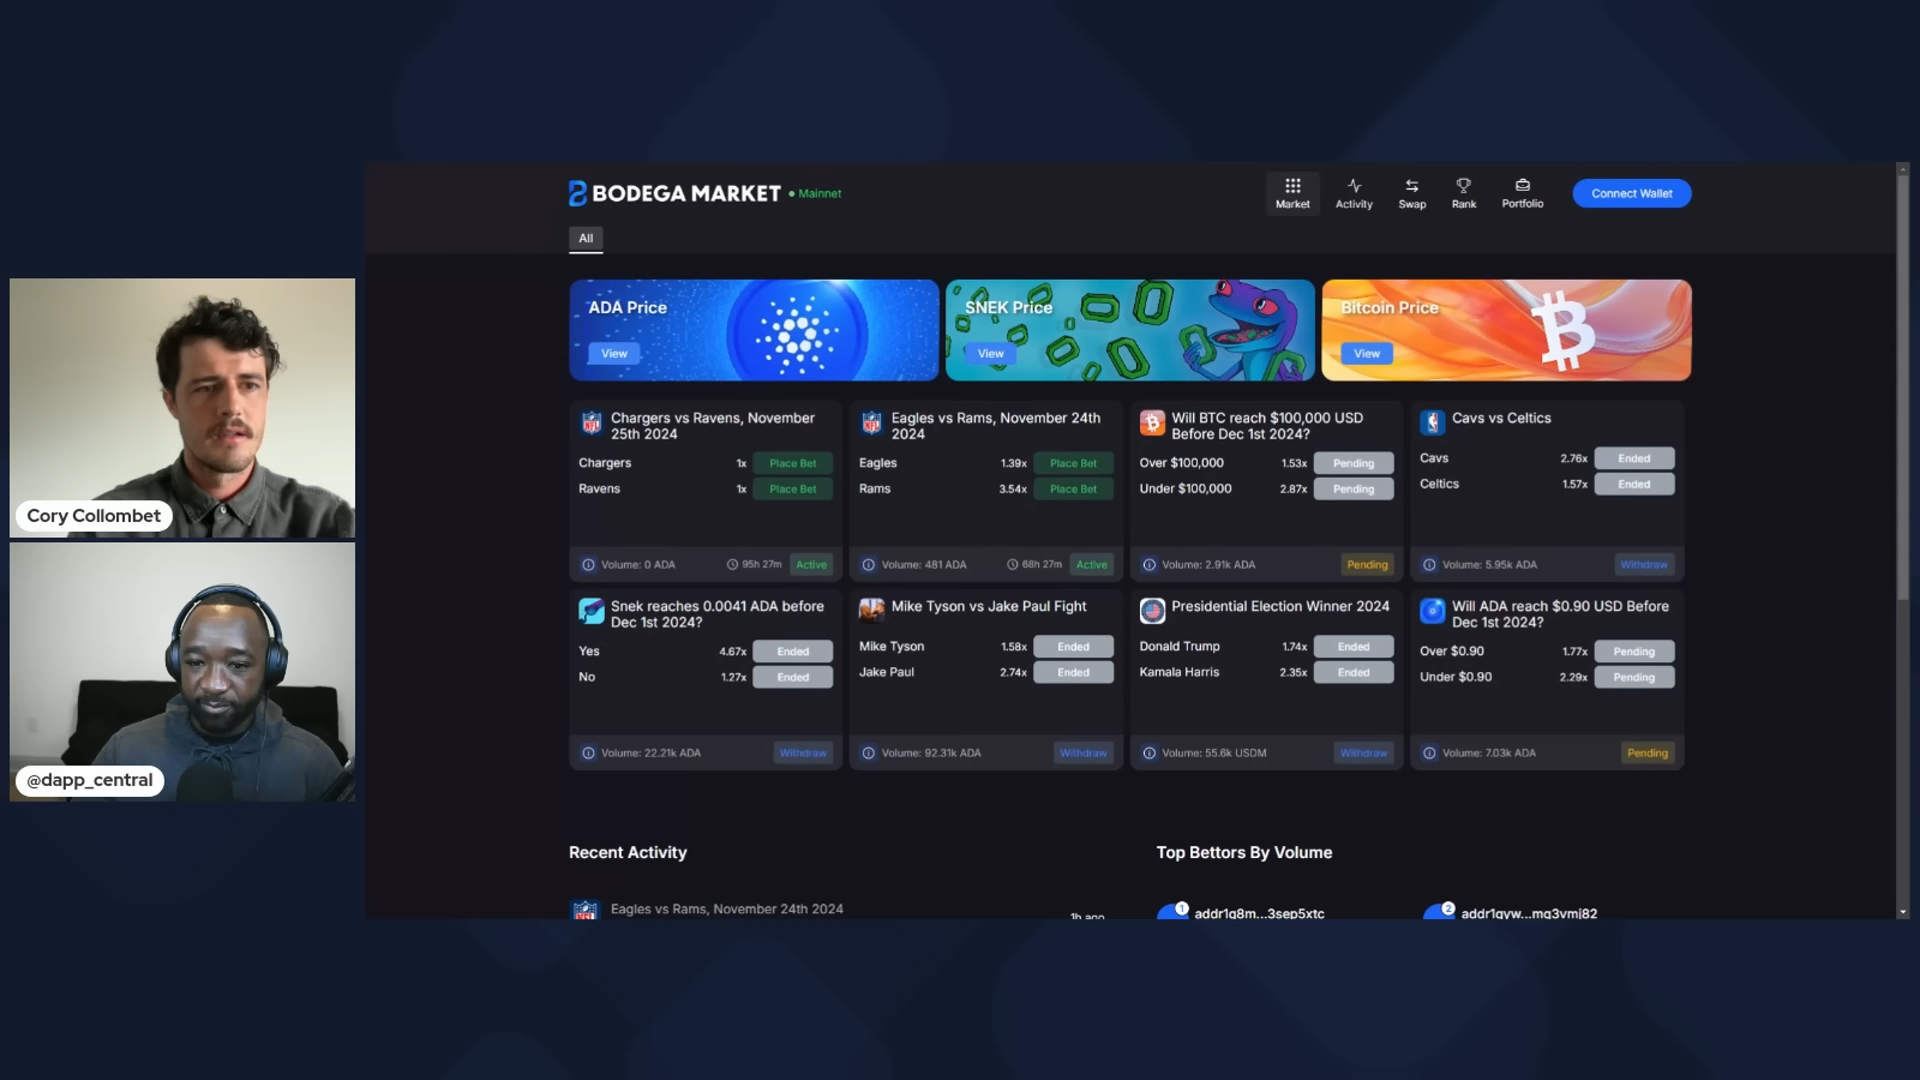 BODEGA MARKET
Mainnet
Market
Activity
Swap
Rank
Portfolio
Connect Wallet
All
ADA Price
View
SNEK Price
View
Bitcoin Price
View
Chargers vs Ravens, November
25th 2024
Chargers 1x Place Bet
Ravens 1x Place Bet
Volume: 0 ADA 95h 27m Active
Eagles vs Rams, November 24th
2024
Eagles 1.39x Place Bet
Rams 3.54x Place Bet
Volume: 481 ADA 68h 27m Active
Will BTC reach $100,000 USD
Before Dec 1st 2024?
Over $100,000 1.53x Pending
Under $100,000 2.87x Pending
Volume: 2.91k ADA Pending
Cavs vs Celtics
Cavs 2.76x Ended
Celtics 1.57x Ended
Volume: 5.95k ADA Withdraw
Snek reaches 0.0041 ADA before
Dec 1st 2024?
Yes 4.67x Ended
No 1.27x Ended
Volume: 22.21k ADA Withdraw
Mike Tyson vs Jake Paul Fight
Mike Tyson 1.58x Ended
Jake Paul 2.74x Ended
Volume: 92.31k ADA Withdraw
Presidential Election Winner 2024
Donald Trump 1.74x Ended
Kamala Harris 2.35x Ended
Volume: 55.6k USDM Withdraw
Will ADA reach $0.90 USD Before
Dec 1st 2024?
Over $0.90 1.77x Pending
Under $0.90 2.29x Pending
Volume: 7.03k ADA Pending
Recent Activity
NFL
Eagles vs Rams, November 24th 2024
1h ago
Top Bettors By Volume
1 addr1q8m...3sep5xtc
2 addr1qyw...mq3vmj82
Cory Collombet
@dapp_central